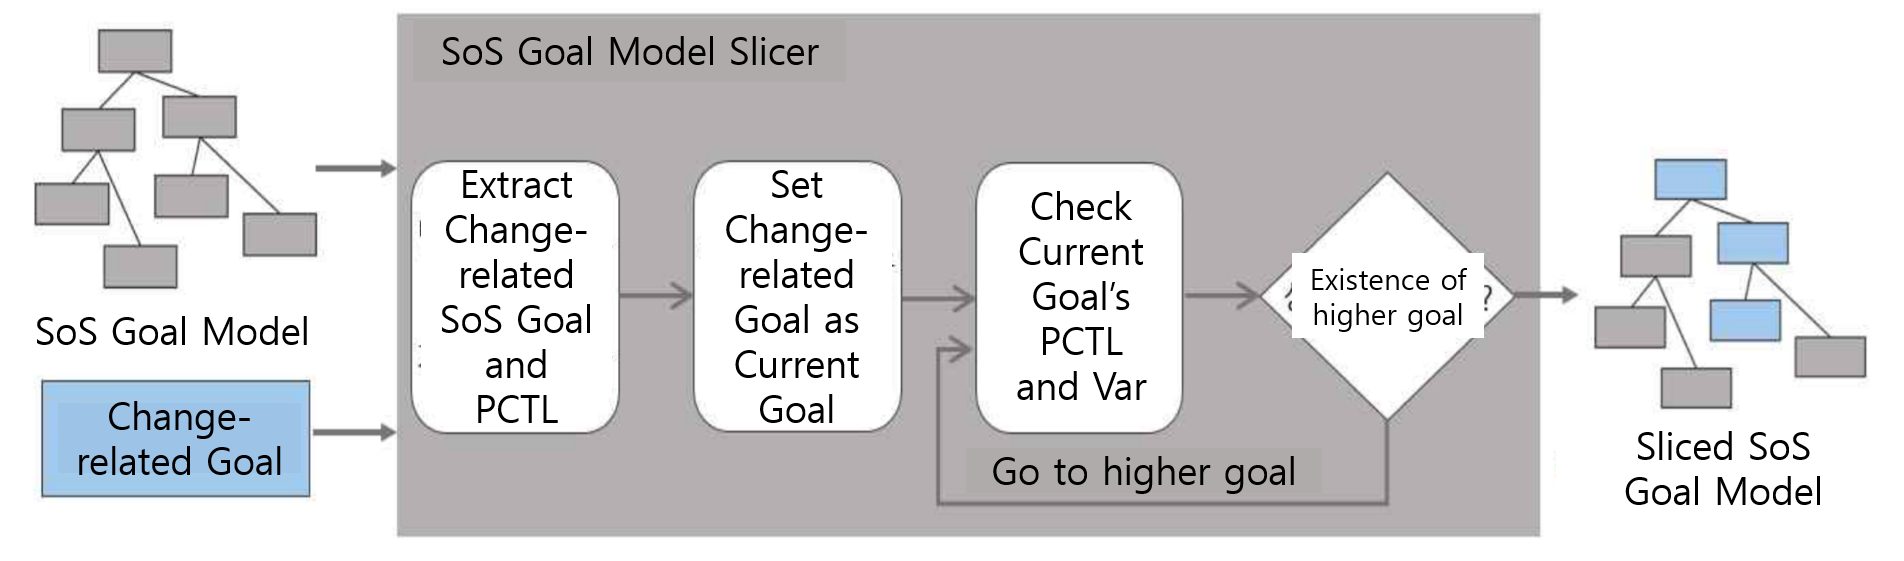 SoS Goal Model Slicer
SoS Goal Model
Change-
related Goal
Extract
Change-
related
SoS Goal
and
PCTL
Set
Change-
related
Goal as
Current
Goal
Check
Current
Goal's
PCTL
and Var
Existence of
higher goal ?
Go to higher goal
Sliced SoS
Goal Model